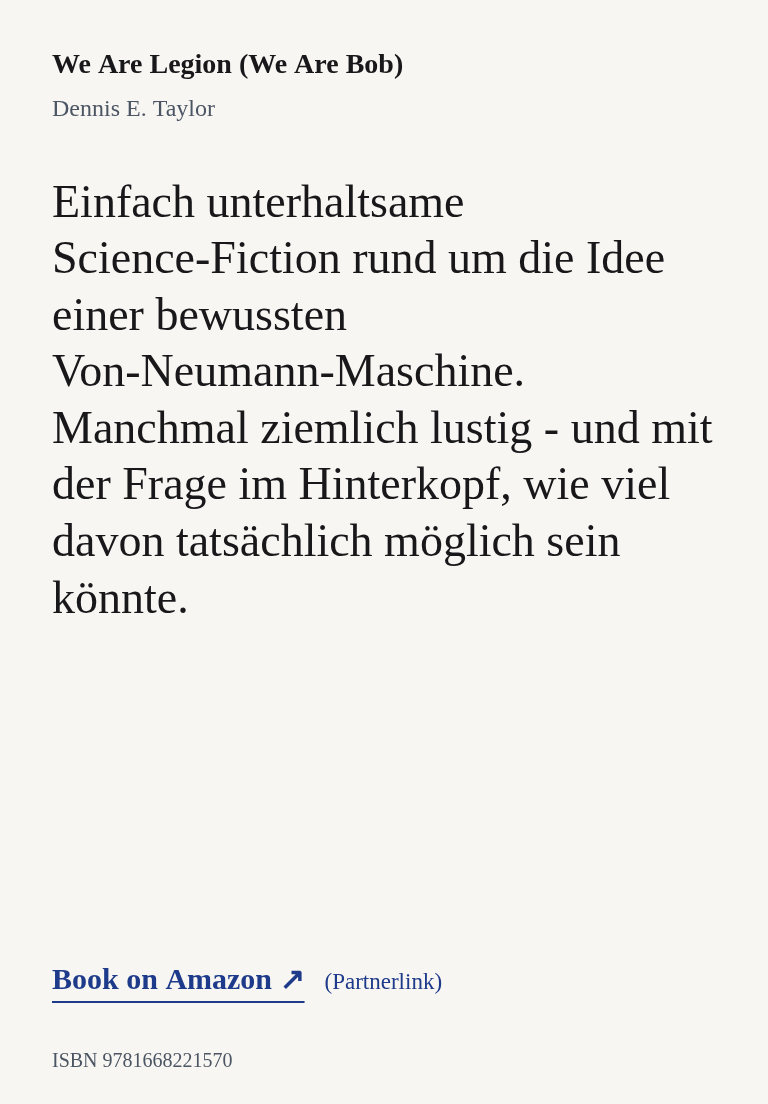 We Are Legion (We Are Bob)
Dennis E. Taylor
Einfach unterhaltsame
Science-Fiction rund um die Idee
einer bewussten
Von-Neumann-Maschine.
Manchmal ziemlich lustig - und mit
der Frage im Hinterkopf, wie viel
davon tatsächlich möglich sein
könnte.
Book on Amazon ↗ (Partnerlink)
ISBN 9781668221570